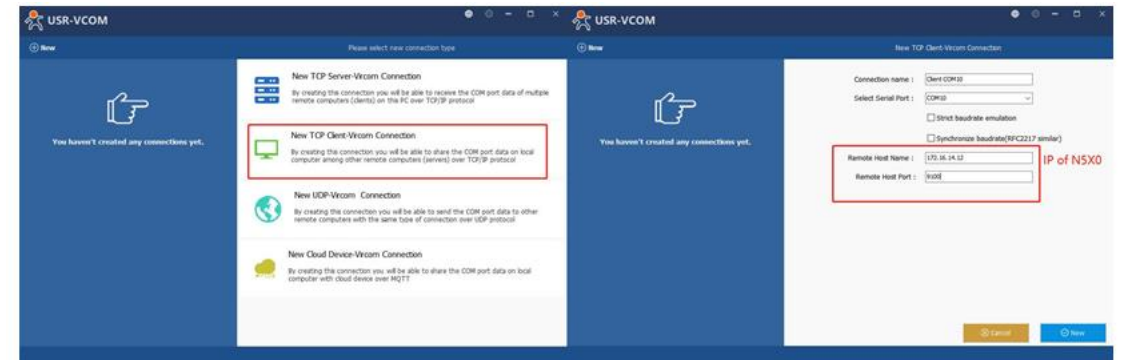 USR-VCOM
New
Please select new connection type
You haven't created any connections yet.
New TCP Server-Vircom Connection
By creating this connection you will be able to receive the COM port data of multiple
remote computers (clients) on this PC over TCP/IP protocol
New TCP Client-Vircom Connection
By creating this connection you will be able to share the COM port data on local
computer among other remote computers (servers) over TCP/IP protocol
New UDP-Vircom Connection
By creating this connection you will be able to send the COM port data to other
remote computers with the same type of connection over UDP protocol
New Cloud Device-Vircom Connection
By creating this connection you will be able to share the COM port data on local
computer with cloud device over MQTT
USR-VCOM
New
New TCP Client-Vircom Connection
You haven't created any connections yet.
Connection name : Client COM10
Select Serial Port : COM10
Strict baudrate emulation
Synchronize baudrate(RFC2217 similar)
Remote Host Name : 172.16.14.12
IP of N5X0
Remote Host Port : 9100
Cancel
New